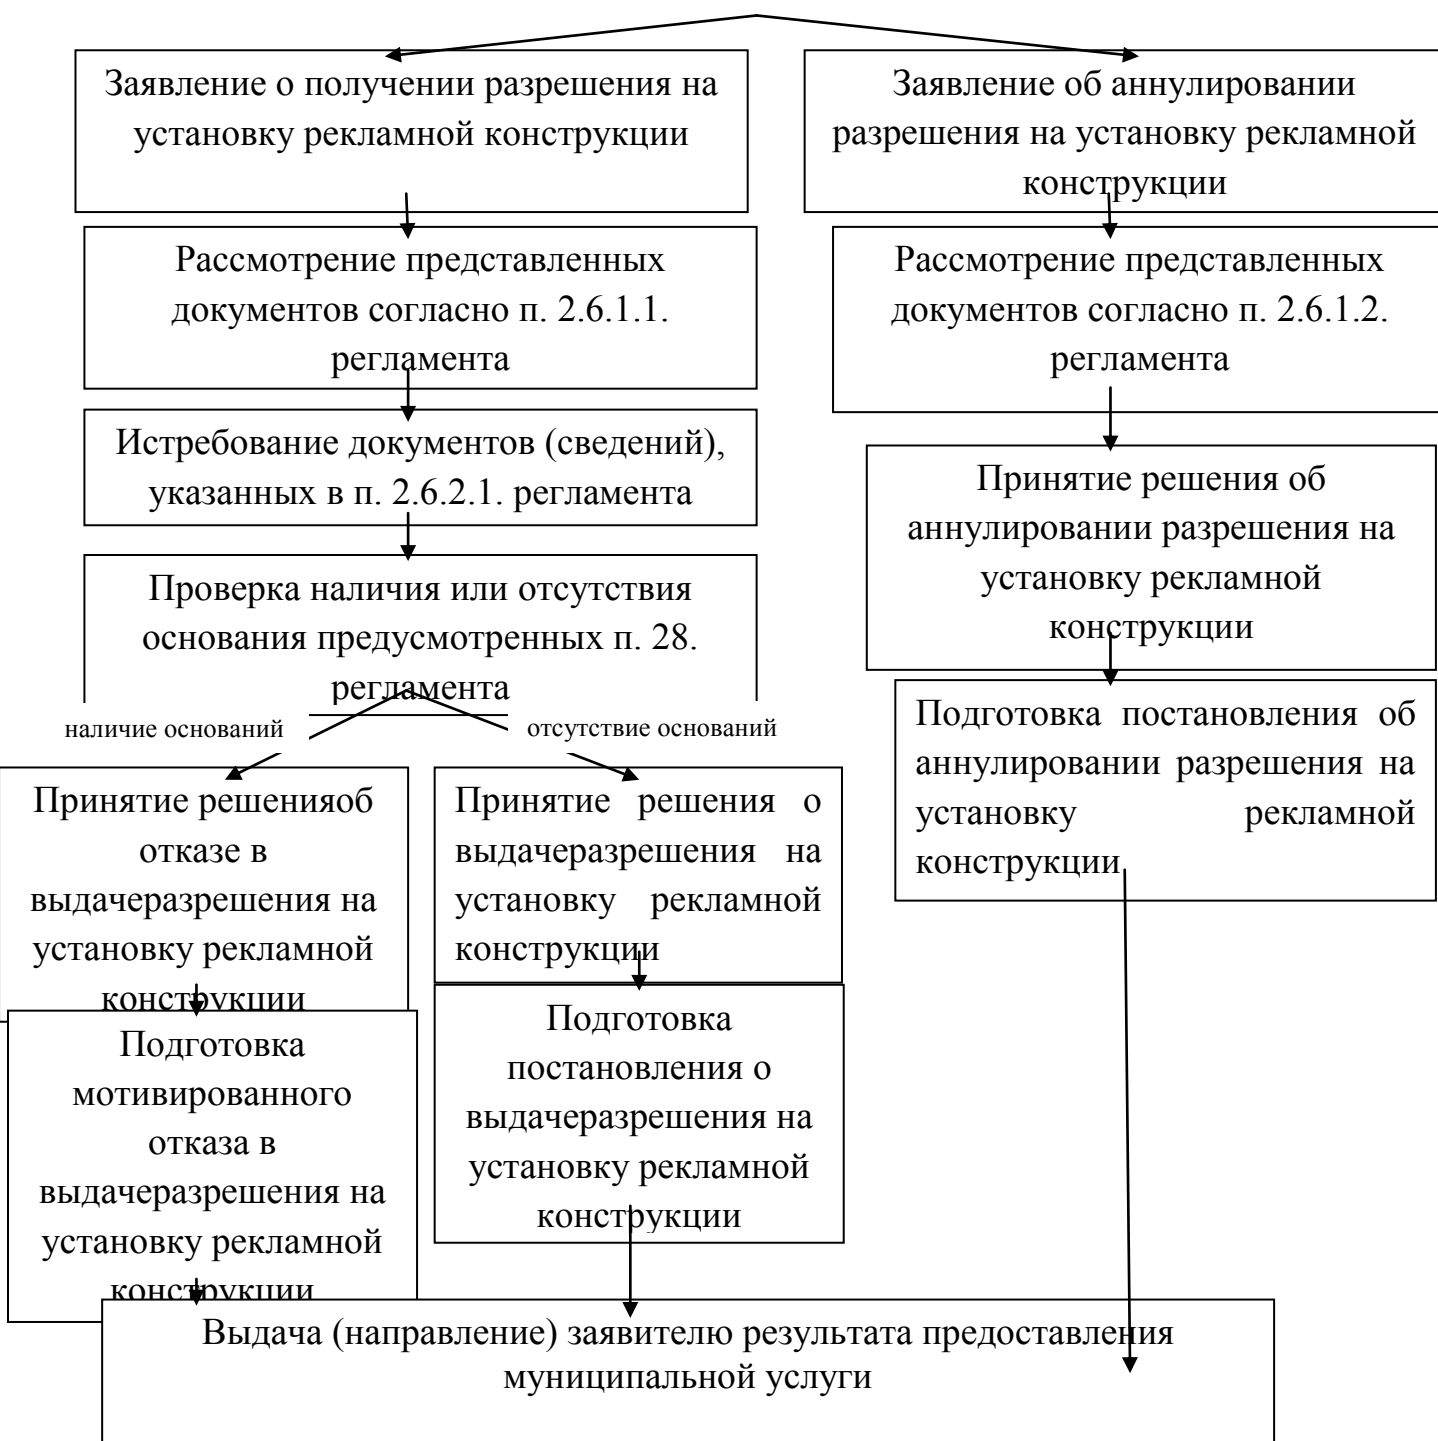 Заявление о получении разрешения на
установку рекламной конструкции
Заявление об аннулировании
разрешения на установку рекламной
конструкции
Рассмотрение представленных
документов согласно п. 2.6.1.1.
регламента
Рассмотрение представленных
документов согласно п. 2.6.1.2.
регламента
Истребование документов (сведений),
указанных в п. 2.6.2.1. регламента
Принятие решения об
аннулировании разрешения на
установку рекламной
конструкции
Проверка наличия или отсутствия
основания предусмотренных п. 28.
регламента
наличие оснований
отсутствие оснований
Подготовка постановления об
аннулировании разрешения на
установку рекламной
конструкции
Принятие решенияоб
отказе в
выдачеразрешения на
установку рекламной
конструкции
Принятие решения о
выдачеразрешения на
установку рекламной
конструкции
Подготовка
мотивированного
отказа в
выдачеразрешения на
установку рекламной
конструкции
Подготовка
постановления о
выдачеразрешения на
установку рекламной
конструкции
Выдача (направление) заявителю результата предоставления
муниципальной услуги